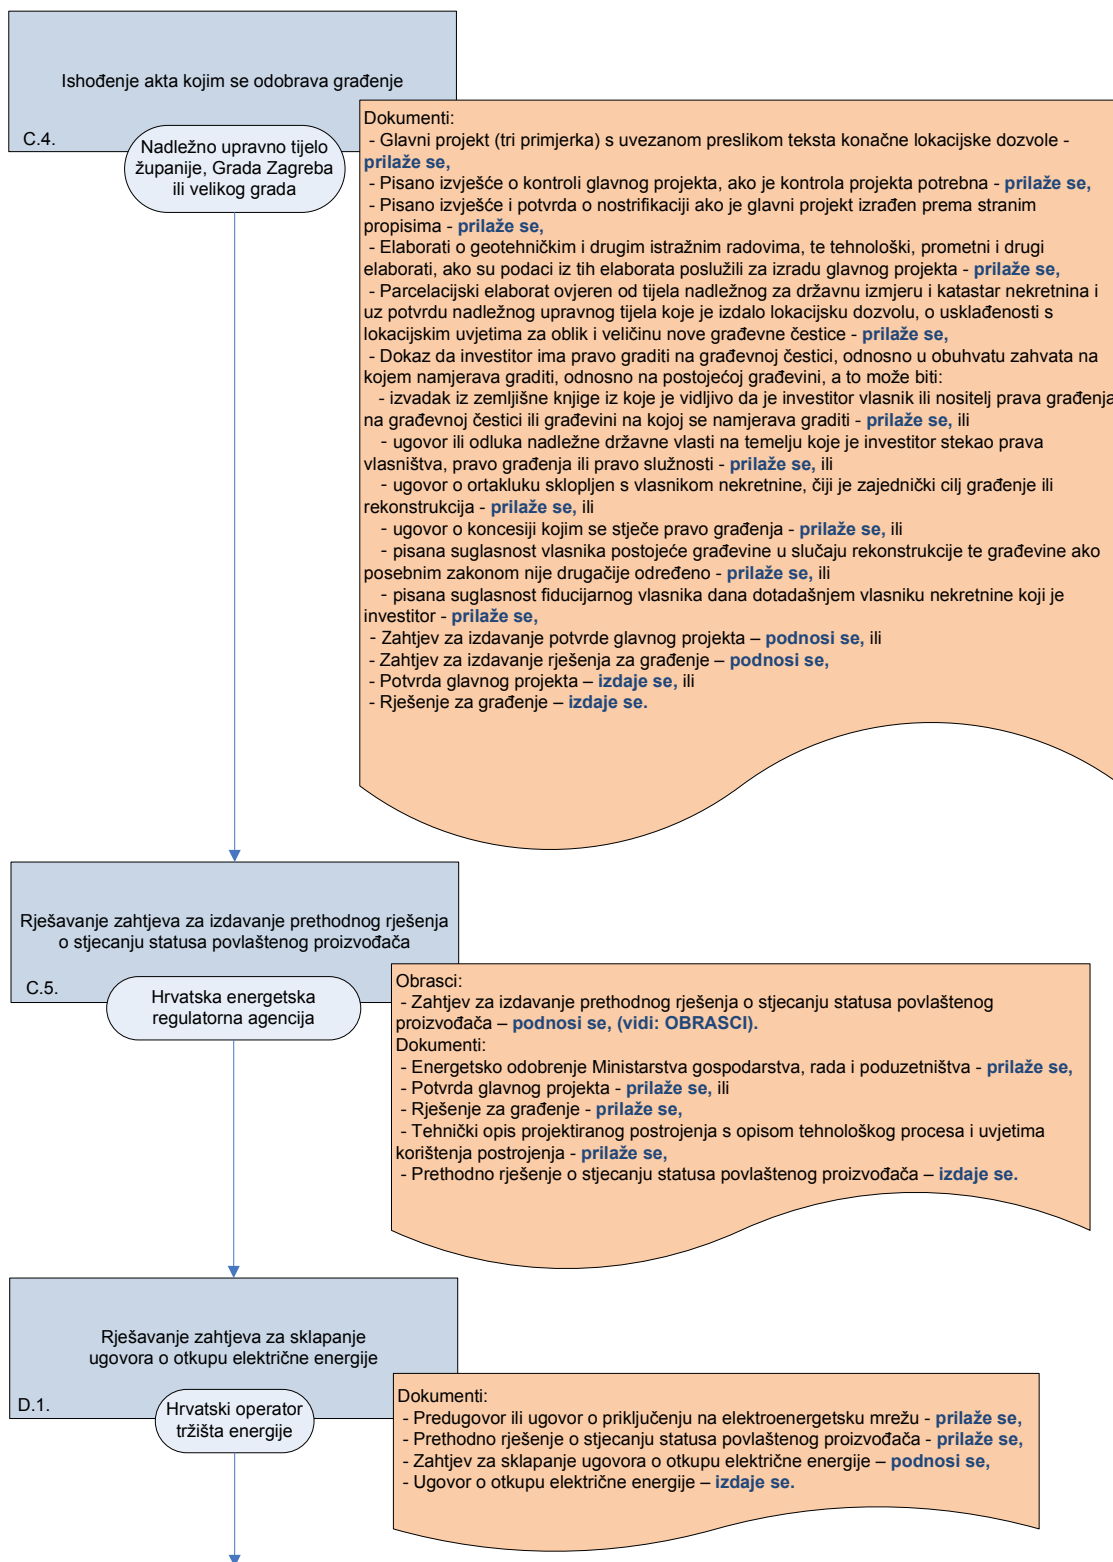 Ishođenje akta kojim se odobrava građenje
C.4.
Nadležno upravno tijelo
županije, Grada Zagreba
ili velikog grada
Dokumenti:
- Glavni projekt (tri primjerka) s uvezanom preslikom teksta konačne lokacijske dozvole -
prilaže se,
- Pisano izvješće o kontroli glavnog projekta, ako je kontrola projekta potrebna - prilaže se,
- Pisano izvješće i potvrda o nostrifikaciji ako je glavni projekt izrađen prema stranim
propisima - prilaže se,
- Elaborati o geotehničkim i drugim istražnim radovima, te tehnološki, prometni i drugi
elaborati, ako su podaci iz tih elaborata poslužili za izradu glavnog projekta - prilaže se,
- Parcelacijski elaborat ovjeren od tijela nadležnog za državnu izmjeru i katastar nekretnina i
uz potvrdu nadležnog upravnog tijela koje je izdalo lokacijsku dozvolu, o usklađenosti s
lokacijskim uvjetima za oblik i veličinu nove građevne čestice - prilaže se,
- Dokaz da investitor ima pravo graditi na građevnoj čestici, odnosno u obuhvatu zahvata na
kojem namjerava graditi, odnosno na postojećoj građevini, a to može biti:
- izvadak iz zemljišne knjige iz koje je vidljivo da je investitor vlasnik ili nositelj prava građenja
na građevnoj čestici ili građevini na kojoj se namjerava graditi - prilaže se, ili
- ugovor ili odluka nadležne državne vlasti na temelju koje je investitor stekao prava
vlasništva, pravo građenja ili pravo služnosti - prilaže se, ili
- ugovor o ortakluku sklopljen s vlasnikom nekretnine, čiji je zajednički cilj građenje ili
rekonstrukcija - prilaže se, ili
- ugovor o koncesiji kojim se stječe pravo građenja - prilaže se, ili
- pisana suglasnost vlasnika postojeće građevine u slučaju rekonstrukcije te građevine ako
posebnim zakonom nije drugačije određeno - prilaže se, ili
- pisana suglasnost fiducijarnog vlasnika dana dotadašnjem vlasniku nekretnine koji je
investitor - prilaže se,
- Zahtjev za izdavanje potvrde glavnog projekta – podnosi se, ili
- Zahtjev za izdavanje rješenja za građenje – podnosi se,
- Potvrda glavnog projekta – izdaje se, ili
- Rješenje za građenje – izdaje se.
Rješavanje zahtjeva za izdavanje prethodnog rješenja
o stjecanju statusa povlaštenog proizvođača
C.5.
Hrvatska energetska
regulatorna agencija
Obrasci:
- Zahtjev za izdavanje prethodnog rješenja o stjecanju statusa povlaštenog
proizvođača – podnosi se, (vidi: OBRASCI).
Dokumenti:
- Energetsko odobrenje Ministarstva gospodarstva, rada i poduzetništva - prilaže se,
- Potvrda glavnog projekta - prilaže se, ili
- Rješenje za građenje - prilaže se,
- Tehnički opis projektiranog postrojenja s opisom tehnološkog procesa i uvjetima
korištenja postrojenja - prilaže se,
- Prethodno rješenje o stjecanju statusa povlaštenog proizvođača – izdaje se.
Rješavanje zahtjeva za sklapanje
ugovora o otkupu električne energije
D.1.
Hrvatski operator
tržišta energije
Dokumenti:
- Predugovor ili ugovor o priključenju na elektroenergetsku mrežu - prilaže se,
- Prethodno rješenje o stjecanju statusa povlaštenog proizvođača - prilaže se,
- Zahtjev za sklapanje ugovora o otkupu električne energije – podnosi se,
- Ugovor o otkupu električne energije – izdaje se.